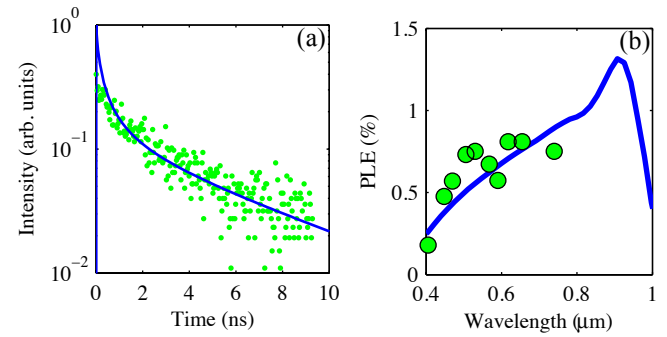 (a)
Intensity (arb. units)
10^0
10^-1
10^-2
0 2 4 6 8 10
Time (ns)
(b)
PLE (%)
1.5
1
0.5
0
0.4 0.6 0.8 1
Wavelength (μm)